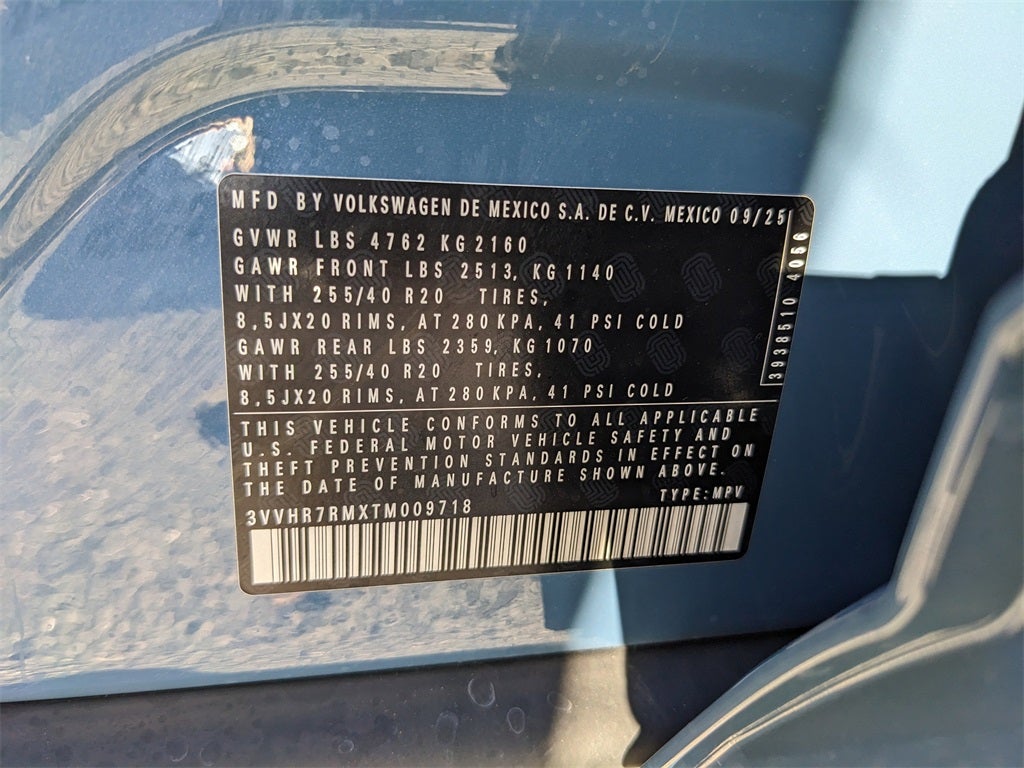 MFD BY VOLKSWAGEN DE MEXICO S.A. DE C.V. MEXICO 09/25
GVWR LBS 4762 KG 2160
GAWR FRONT LBS 2513, KG 1140
WITH 255/40 R20 TIRES,
8,5JX20 RIMS, AT 280 KPA, 41 PSI COLD
GAWR REAR LBS 2359, KG 1070
WITH 255/40 R20 TIRES,
8,5JX20 RIMS, AT 280 KPA, 41 PSI COLD
3938510 4056
THIS VEHICLE CONFORMS TO ALL APPLICABLE
U.S. FEDERAL MOTOR VEHICLE SAFETY AND
THEFT PREVENTION STANDARDS IN EFFECT ON
THE DATE OF MANUFACTURE SHOWN ABOVE.
TYPE: MPV
3VVHR7RMXTM009718